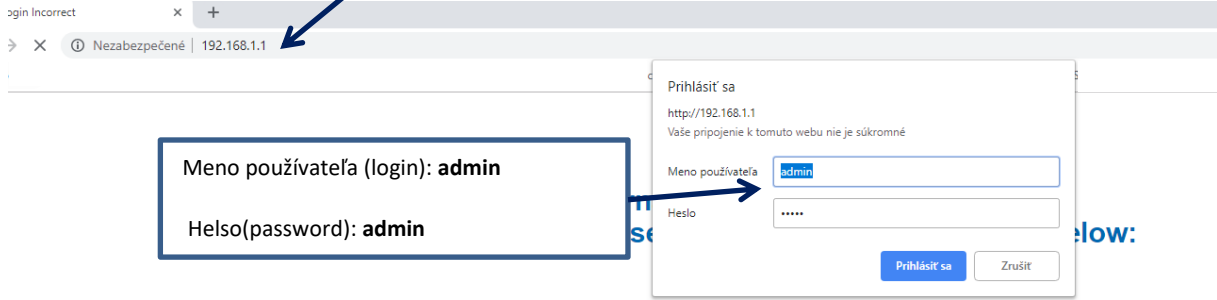 ogin Incorrect
Nezabezpečené | 192.168.1.1
Prihlásiť sa
http://192.168.1.1
Vaše pripojenie k tomuto webu nie je súkromné
Meno používateľa (login): admin
Meno používateľa admin
Helso(password): admin
Heslo •••••
elow:
Prihlásiť sa Zrušiť